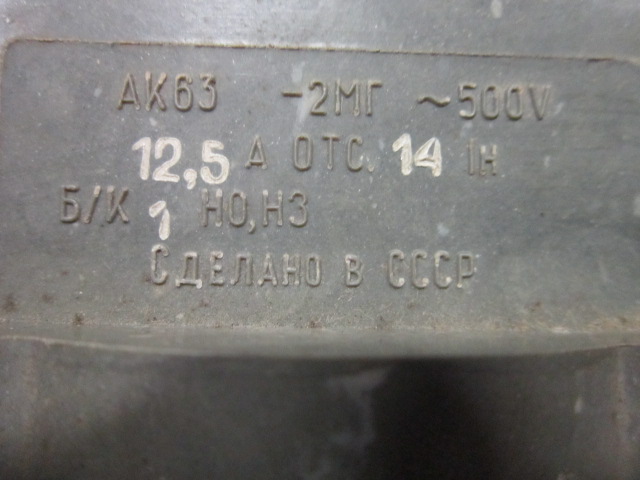 АК63 -2МГ ~500V
12,5 А ОТС. 14 IН
Б/К 1 НО,НЗ
СДЕЛАНО В СССР